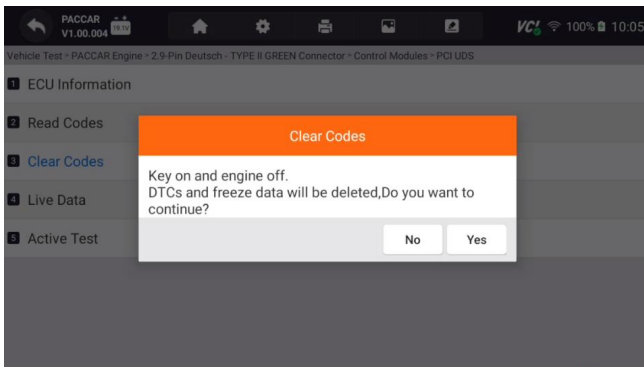 PACCAR
V1.00.004
VCI 100% 10:05
Vehicle Test > PACCAR Engine > 2.9-Pin Deutsch - TYPE II GREEN Connector > Control Modules > PCI UDS
1 ECU Information
2 Read Codes
3 Clear Codes
4 Live Data
5 Active Test
Clear Codes
Key on and engine off.
DTCs and freeze data will be deleted,Do you want to
continue?
No Yes